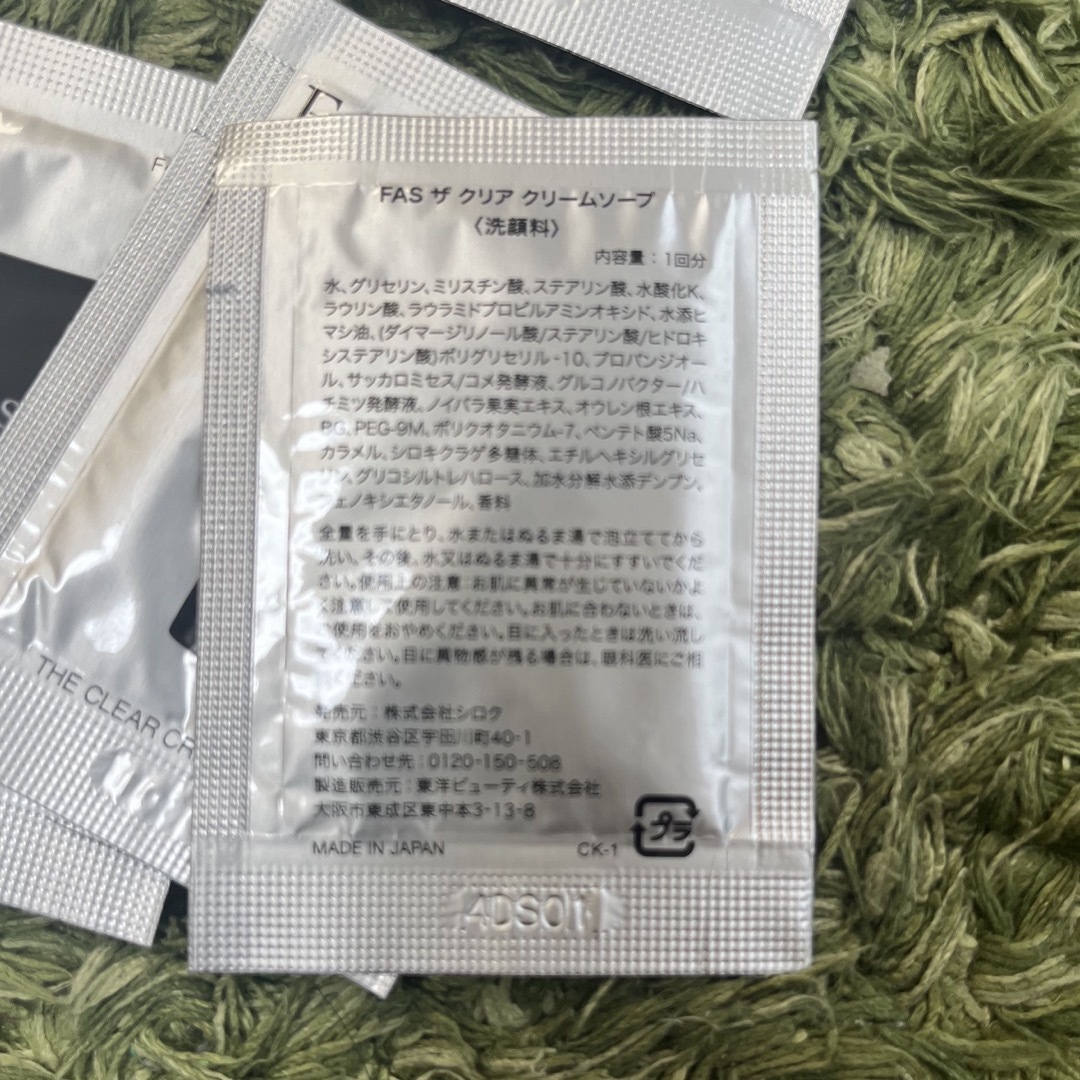 FAS ザ クリア クリームソープ
〈洗顔料〉
内容量：1回分
水、グリセリン、ミリスチン酸、ステアリン酸、水酸化K、
ラウリン酸、ラウラミドプロピルアミンオキシド、水添ヒ
マシ油、(ダイマージリノール酸/ステアリン酸/ヒドロキ
システアリン酸)ポリグリセリル-10、プロパンジオー
ル、サッカロミセス/コメ発酵液、グルコノバクター/ハ
チミツ発酵液、ノイバラ果実エキス、オウレン根エキス、
BG、PEG-9M、ポリクオタニウム-7、ペンテト酸5Na、
カラメル、シロキクラゲ多糖体、エチルヘキシルグリセ
リン、グリコシルトレハロース、加水分解水添デンプン、
フェノキシエタノール、香料
全量を手にとり、水またはぬるま湯で泡立ててから
洗い、その後、水又はぬるま湯で十分にすすいでくだ
さい。使用上の注意：お肌に異常が生じていないかよ
く注意して使用してください。お肌に合わないときは、
ご使用をおやめください。目に入ったときは洗い流し
てください。目に異物感が残る場合は、眼科医にご相
談ください。
発売元：株式会社シロク
東京都渋谷区宇田川町40-1
問い合わせ先：0120-150-508
製造販売元：東洋ビューティ株式会社
大阪市東成区東中本3-13-8
プラ
MADE IN JAPAN CK-1
THE CLEAR CR